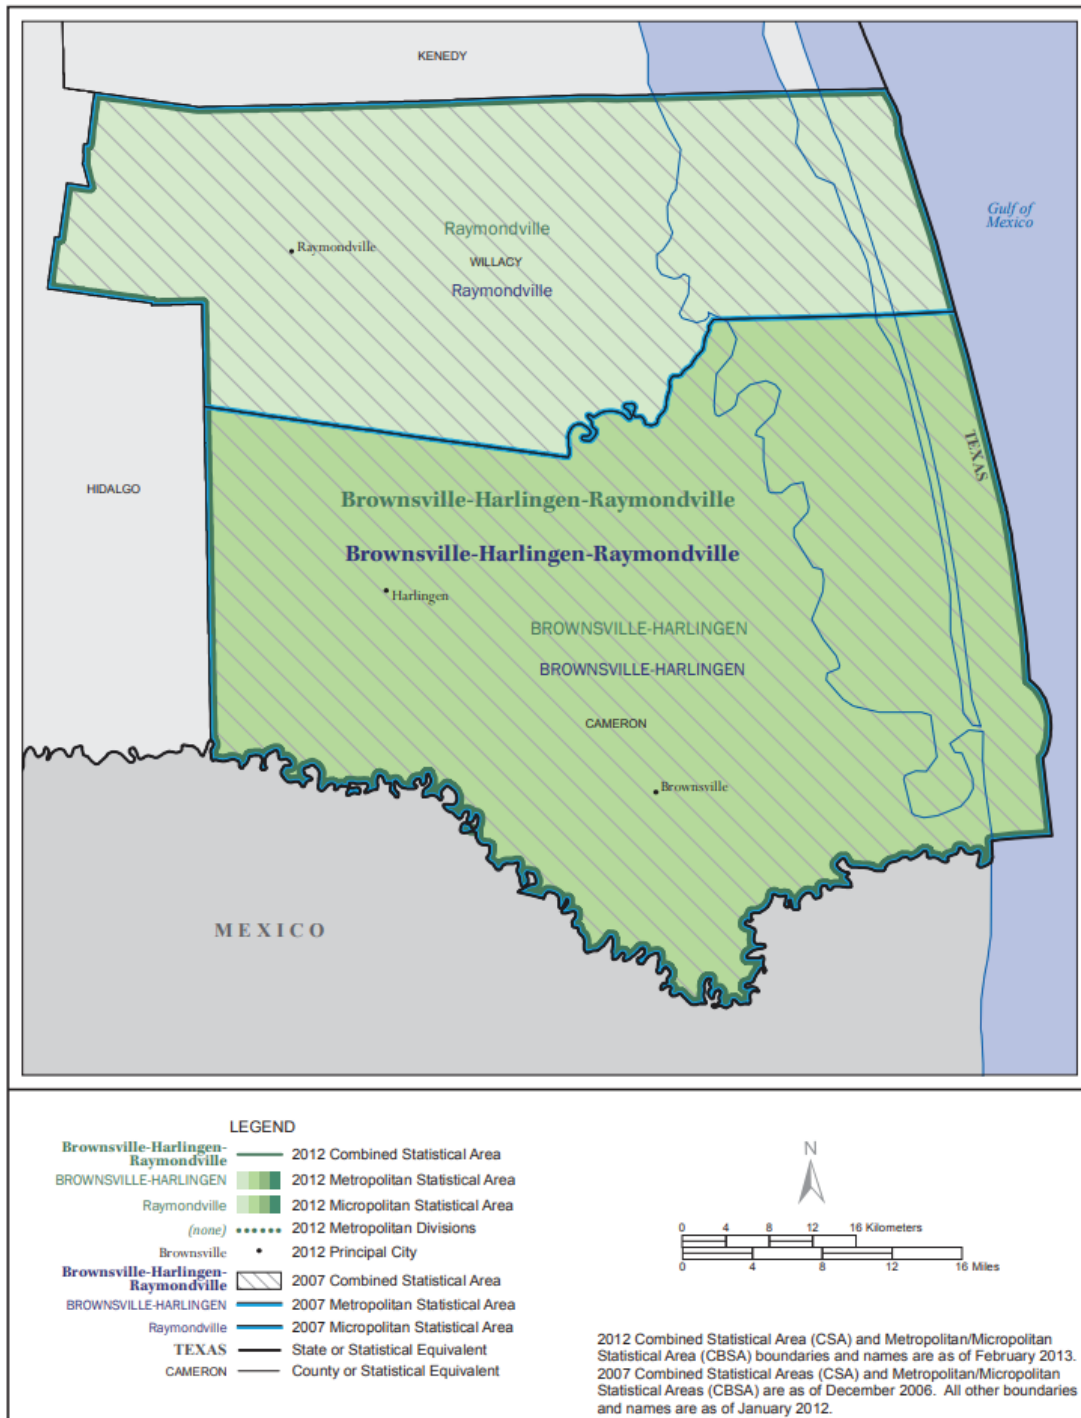 KENEDY
Gulf of
Mexico
Raymondville
Raymondville
WILLACY
Raymondville
TEXAS
HIDALGO
Brownsville-Harlingen-Raymondville
Brownsville-Harlingen-Raymondville
Harlingen
BROWNSVILLE-HARLINGEN
BROWNSVILLE-HARLINGEN
CAMERON
Brownsville
MEXICO
LEGEND
Brownsville-Harlingen-
Raymondville
2012 Combined Statistical Area
BROWNSVILLE-HARLINGEN 2012 Metropolitan Statistical Area
Raymondville 2012 Micropolitan Statistical Area
(none) 2012 Metropolitan Divisions
Brownsville 2012 Principal City
Brownsville-Harlingen-
Raymondville
2007 Combined Statistical Area
BROWNSVILLE-HARLINGEN 2007 Metropolitan Statistical Area
Raymondville 2007 Micropolitan Statistical Area
TEXAS State or Statistical Equivalent
CAMERON County or Statistical Equivalent
N
0 4 8 12 16 Kilometers
0 4 8 12 16 Miles
2012 Combined Statistical Area (CSA) and Metropolitan/Micropolitan
Statistical Area (CBSA) boundaries and names are as of February 2013.
2007 Combined Statistical Areas (CSA) and Metropolitan/Micropolitan
Statistical Areas (CBSA) are as of December 2006. All other boundaries
and names are as of January 2012.